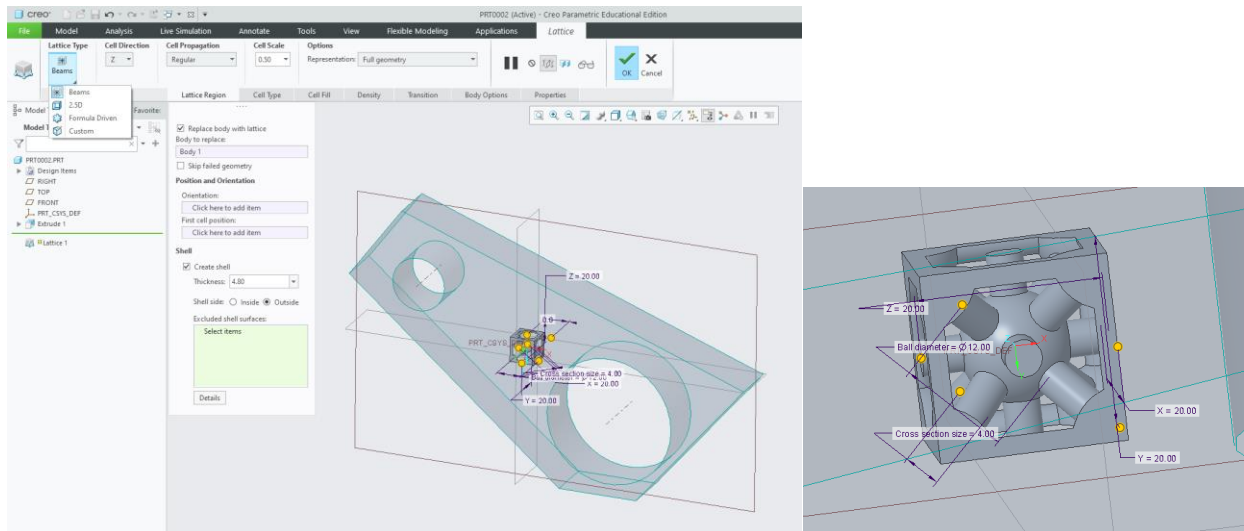 creo
PRT0002 (Active) - Creo Parametric Educational Edition
File Model Analysis Live Simulation Annotate Tools View Flexible Modeling Applications Lattice
Lattice Type Cell Direction Cell Propagation Cell Scale Options
Beams Z Regular 0.50 Representation: Full geometry OK Cancel
Lattice Region Cell Type Cell Fill Density Transition Body Options Properties
Beams
2.5D
Formula Driven
Custom
Model
Favorite:
Model
PRT0002.PRT
Design Items
RIGHT
TOP
FRONT
PRT_CSYS_DEF
Extrude 1
Lattice 1
Replace body with lattice
Body to replace:
Body 1
Skip failed geometry
Position and Orientation
Orientation:
Click here to add item
First cell position:
Click here to add item
Shell
Create shell
Thickness: 4.80
Shell side: Inside Outside
Excluded shell surfaces:
Select items
Details
Z = 20.00
0.0
PRT_CSYS
Cross section size = 4.00
X = 20.00
Y = 20.00
Z = 20.00
Ball diameter = Ø 12.00
DEF
X
X = 20.00
Cross section size = 4.00
Y = 20.00